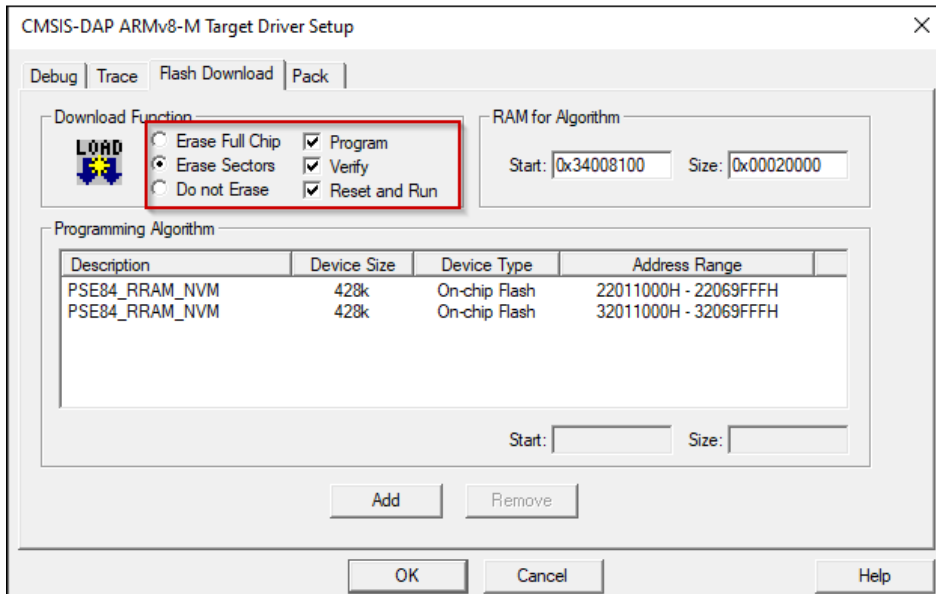 CMSIS-DAP ARMv8-M Target Driver Setup
Debug Trace Flash Download Pack
Download Function
LOAD
Erase Full Chip
Erase Sectors
Do not Erase
Program
Verify
Reset and Run
RAM for Algorithm
Start: 0x34008100 Size: 0x00020000
Programming Algorithm
Description Device Size Device Type Address Range
PSE84_RRAM_NVM 428k On-chip Flash 22011000H - 22069FFFH
PSE84_RRAM_NVM 428k On-chip Flash 32011000H - 32069FFFH
Start: Size:
Add Remove
OK Cancel Help